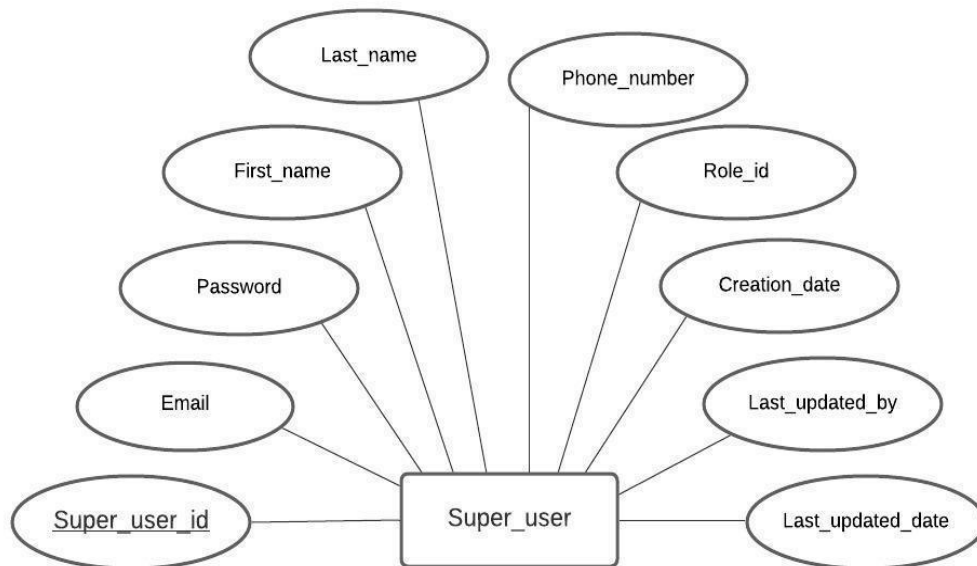 Last_name
Phone_number
First_name
Role_id
Password
Creation_date
Email
Last_updated_by
Super_user_id
Super_user
Last_updated_date